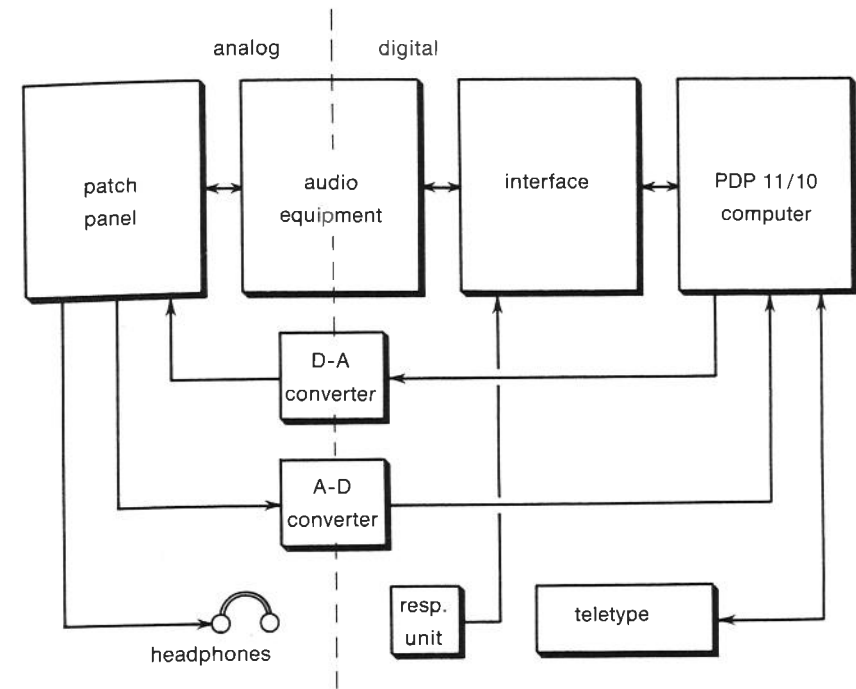 analog
digital
patch
panel
audio
equipment
interface
PDP 11/10
computer
D-A
converter
A-D
converter
headphones
resp.
unit
teletype